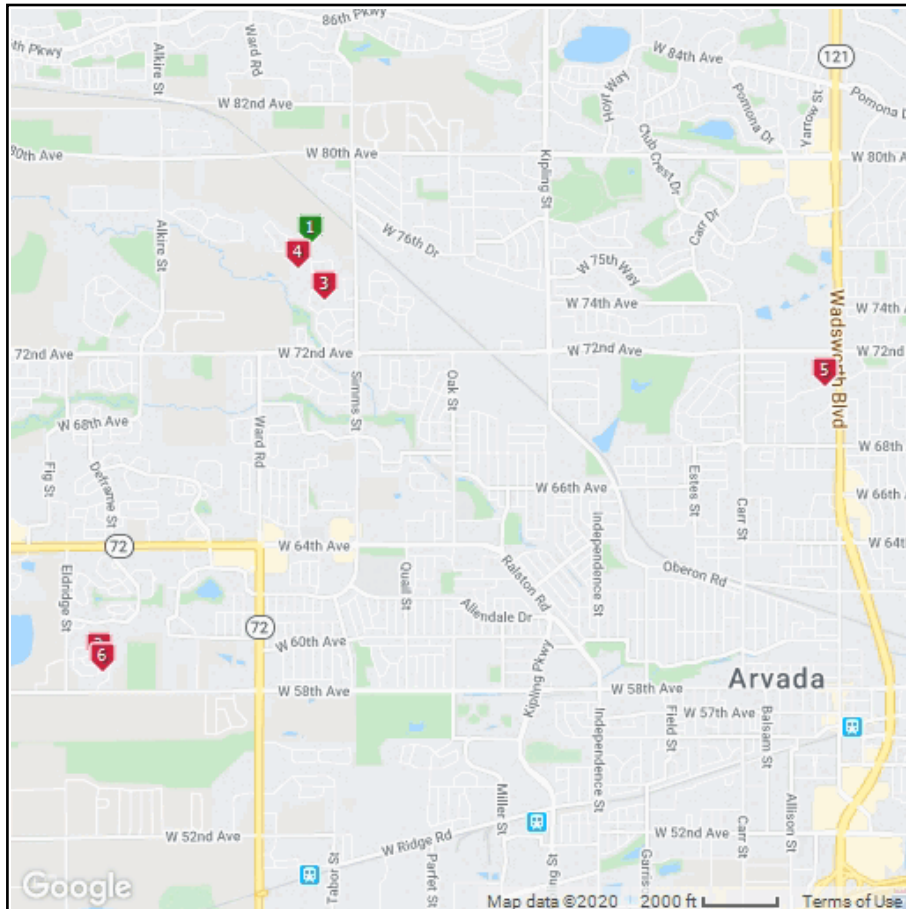 86th Pkwy
6th Pkwy
Alkire St
Ward Rd
W 84th Ave
121
W 82nd Ave
Hoyt Way
Pomona Dr
Yarrow St
Pomona D
80th Ave
W 80th Ave
W 80th Ave
Kipling St
Club Crest Dr
Alkire St
1
W 76th Dr
Carr Dr
4
3
W 75th Way
W 74th Ave
W 74th A
Wadsworth Blvd
72nd Ave
W 72nd Ave
W 72nd Ave
W 72nd
5
Simms St
Oak St
W 68th Ave
Ward Rd
W 68th
Fig St
Deframe St
W 66th Ave
Estes St
Carr St
W 66th
72
W 64th Ave
Independence St
W 64t
Ralston Rd
Oberon Rd
Eldridge St
Quail St
Allendale Dr
72
W 60th Ave
6
Kipling Pkwy
Arvada
W 58th Ave
W 58th Ave
W 57th Ave
Independence St
Field St
Balsam St
Miller St
Allison St
W 52nd Ave
W Ridge Rd
W 52nd Ave
Carr St
Tabor St
Parfet St
ng St
Garris
Google
Map data ©2020
2000 ft
Terms of Use